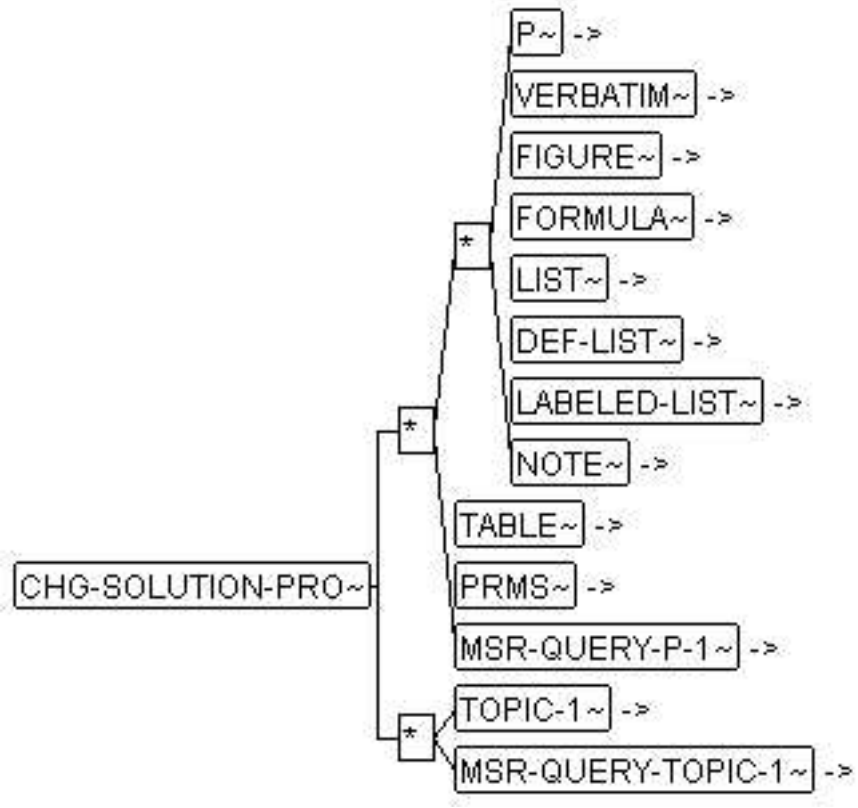 P~ ->
VERBATIM~ ->
FIGURE~ ->
FORMULA~ ->
*
LIST~ ->
DEF-LIST~ ->
LABELED-LIST~ ->
*
NOTE~ ->
TABLE~ ->
CHG-SOLUTION-PRO~
PRMS~ ->
MSR-QUERY-P-1~ ->
TOPIC-1~ ->
*
MSR-QUERY-TOPIC-1~ ->